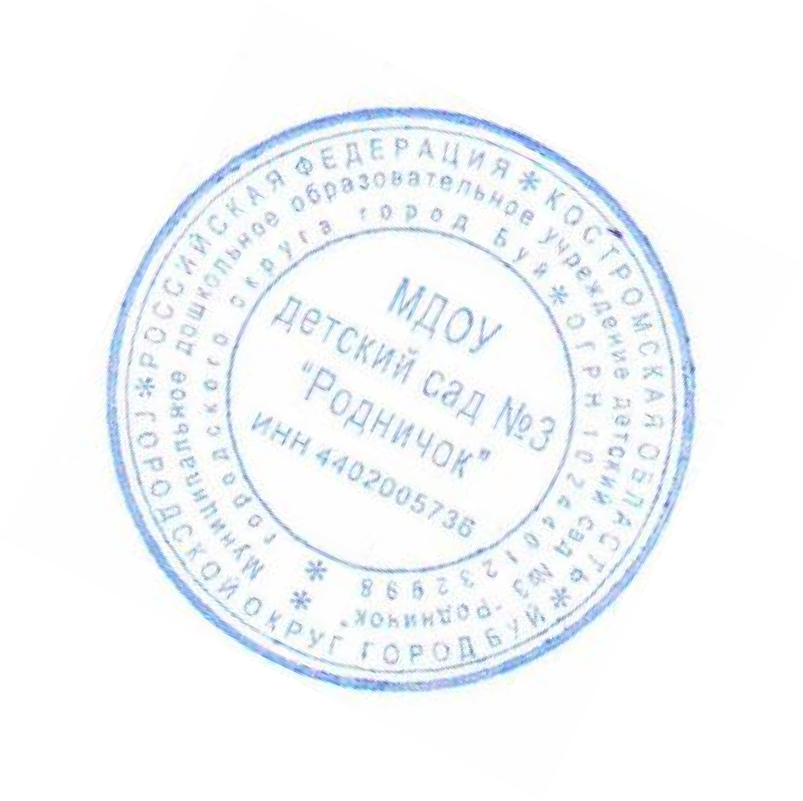 РОССИЙСКАЯ ФЕДЕРАЦИЯ * КОСТРОМСКАЯ ОБЛАСТЬ * ГОРОДСКОЙ ОКРУГ ГОРОД БУЙ *
Муниципальное дошкольное образовательное учреждение детский сад №3 "Родничок" *
городского округа город Буй * ОГРН 1024401232998 *
МДОУ
детский сад №3
"Родничок"
ИНН 4402005736